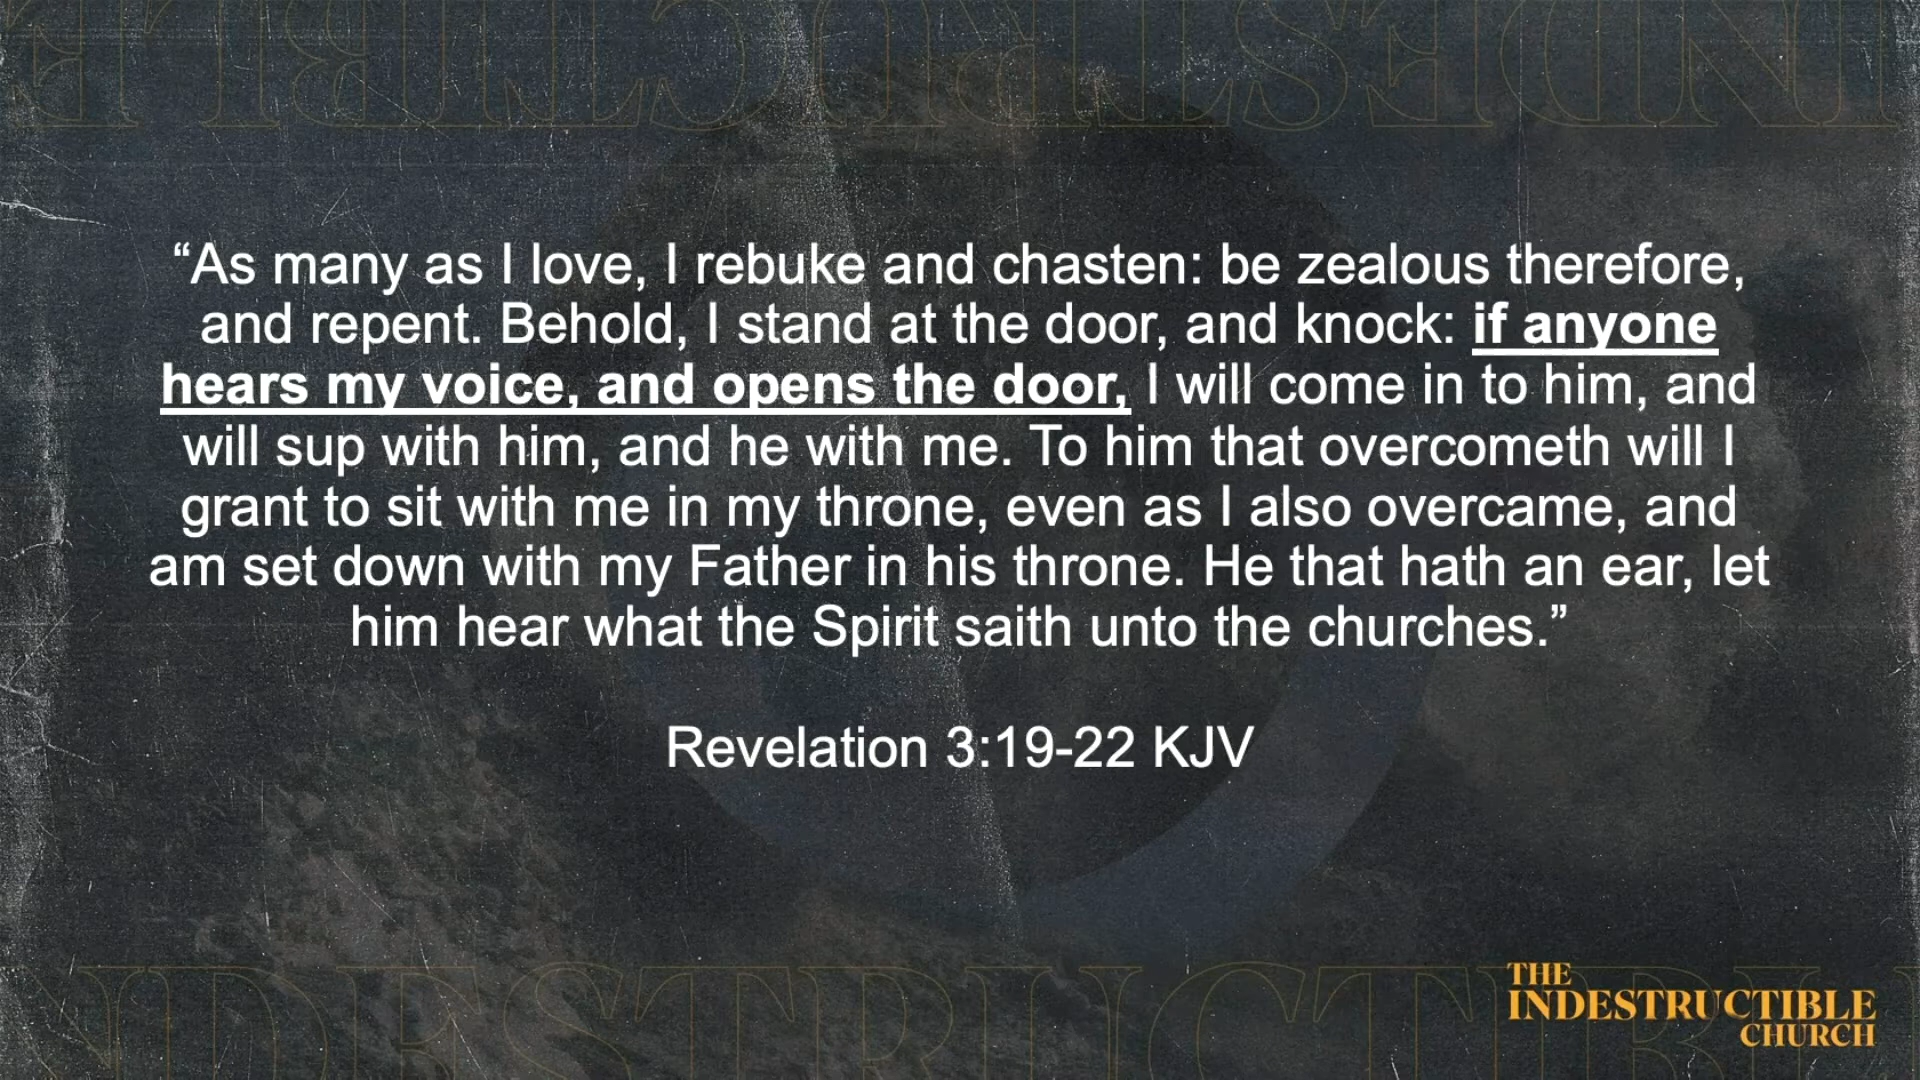 INDESTRUCTIBLE
“As many as I love, I rebuke and chasten: be zealous therefore,
and repent. Behold, I stand at the door, and knock: if anyone
hears my voice, and opens the door, I will come in to him, and
will sup with him, and he with me. To him that overcometh will I
grant to sit with me in my throne, even as I also overcame, and
am set down with my Father in his throne. He that hath an ear, let
him hear what the Spirit saith unto the churches.”
Revelation 3:19-22 KJV
NDESTRUCTIBL
THE
INDESTRUCTIBLE
CHURCH